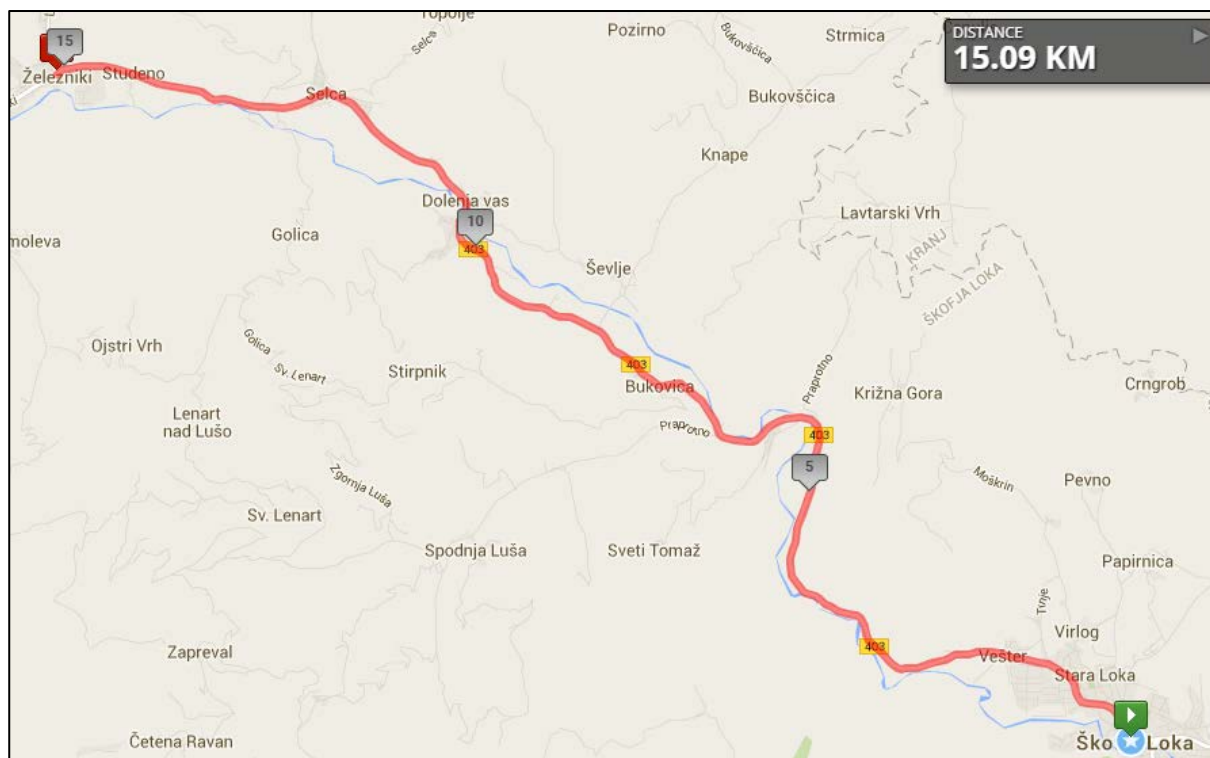 Topolje
Pozirno
Bukovščica
Strmica
DISTANCE
15.09 KM
15
Železniki
Studeno
Selca
Selca
Bukovščica
Knape
Dolenja vas
10
403
Lavtarski Vrh
KRANJ
ŠKOFJA LOKA
moleva
Golica
Ševlje
Ojstri Vrh
Golica
Sv. Lenart
Stirpnik
403
Bukovica
Praprotno
Praprotno
Križna Gora
Crngrob
Lenart
nad Lušo
403
5
Zgornja Luša
Moškrin
Pevno
Sv. Lenart
Spodnja Luša
Sveti Tomaž
Papirnica
Trnje
Virlog
Zapreval
403
Vešter
Stara Loka
Četena Ravan
Ško Loka